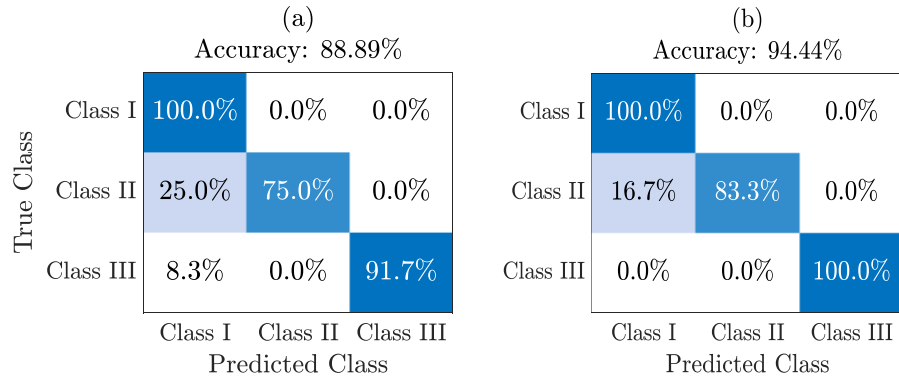 (a)
Accuracy: 88.89%
Class I 100.0% 0.0% 0.0%
Class II 25.0% 75.0% 0.0%
Class III 8.3% 0.0% 91.7%
True Class
Class I Class II Class III
Predicted Class
(b)
Accuracy: 94.44%
Class I 100.0% 0.0% 0.0%
Class II 16.7% 83.3% 0.0%
Class III 0.0% 0.0% 100.0%
Class I Class II Class III
Predicted Class